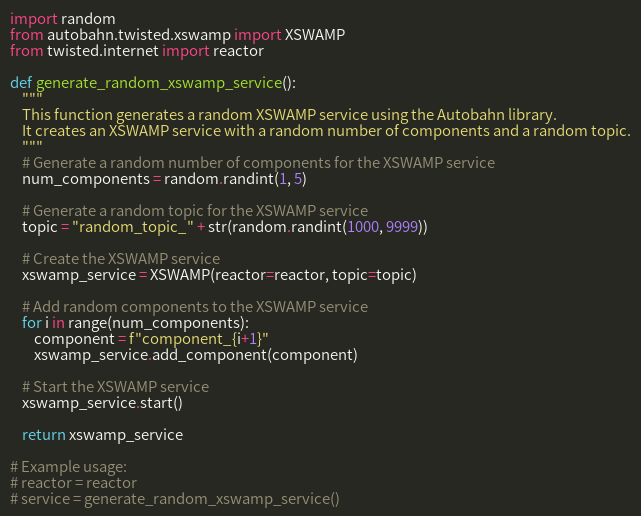 import random
from autobahn.twisted.xswamp import XSWAMP
from twisted.internet import reactor

def generate_random_xswamp_service():
    """
    This function generates a random XSWAMP service using the Autobahn library.
    It creates an XSWAMP service with a random number of components and a random topic.
    """
    # Generate a random number of components for the XSWAMP service
    num_components = random.randint(1, 5)

    # Generate a random topic for the XSWAMP service
    topic = "random_topic_" + str(random.randint(1000, 9999))

    # Create the XSWAMP service
    xswamp_service = XSWAMP(reactor=reactor, topic=topic)

    # Add random components to the XSWAMP service
    for i in range(num_components):
        component = f"component_{i+1}"
        xswamp_service.add_component(component)

    # Start the XSWAMP service
    xswamp_service.start()

    return xswamp_service

# Example usage:
# reactor = reactor
# service = generate_random_xswamp_service()